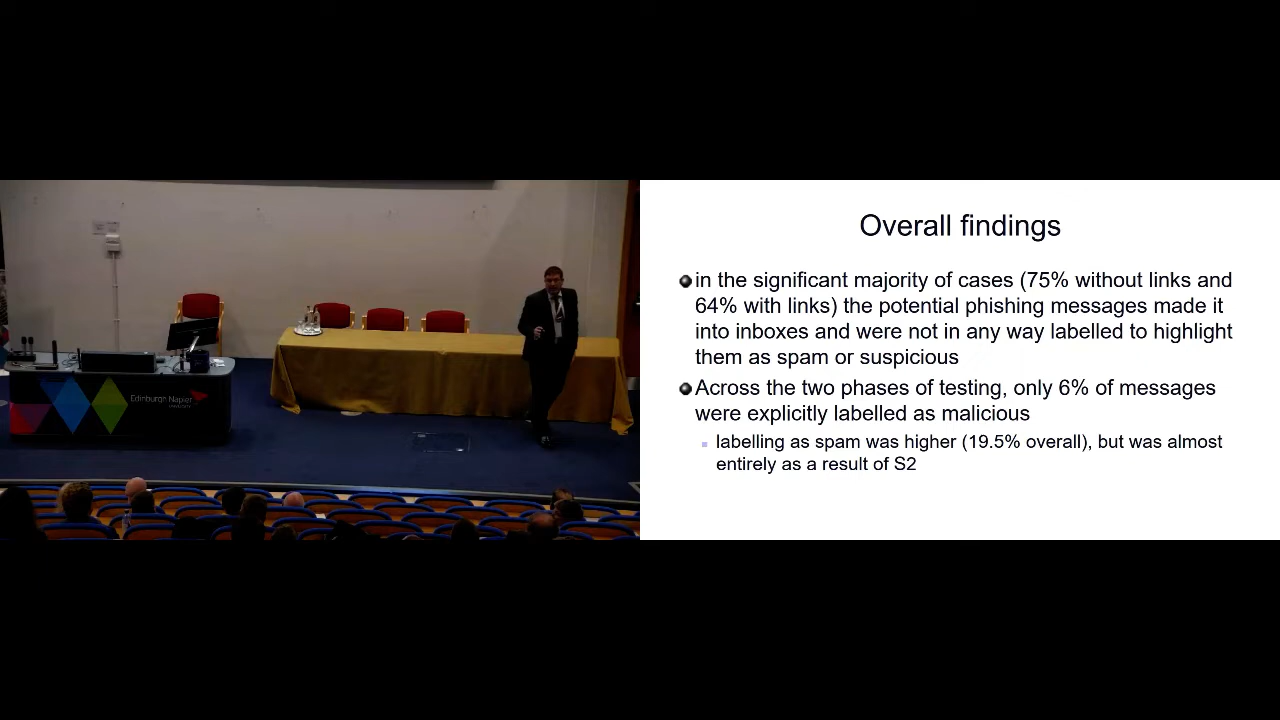 Edinburgh Napier
UNIVERSITY
Overall findings
in the significant majority of cases (75% without links and
64% with links) the potential phishing messages made it
into inboxes and were not in any way labelled to highlight
them as spam or suspicious
Across the two phases of testing, only 6% of messages
were explicitly labelled as malicious
labelling as spam was higher (19.5% overall), but was almost
entirely as a result of S2